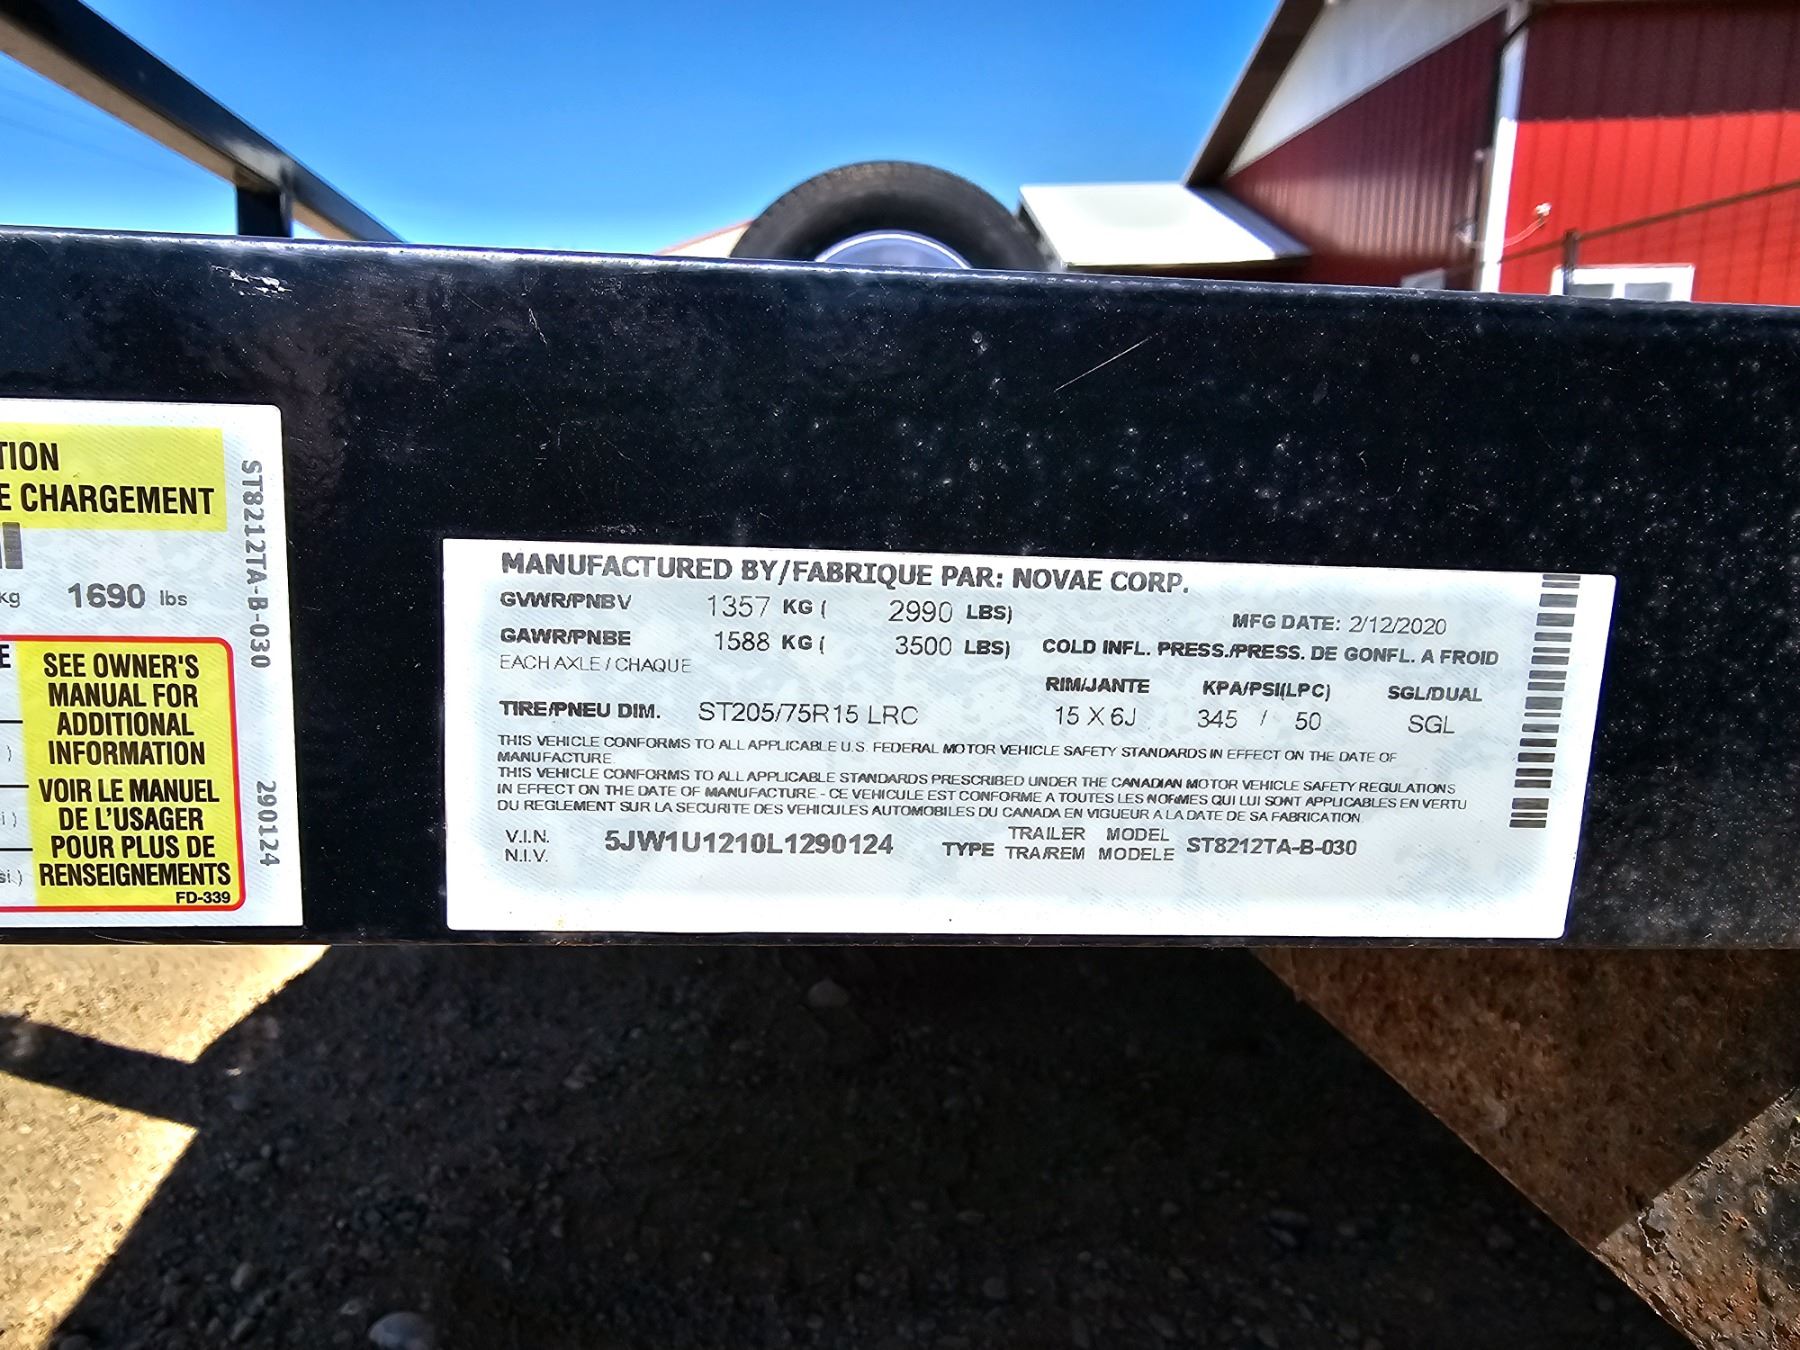 TION
E CHARGEMENT
kg 1690 lbs
E
SEE OWNER'S
MANUAL FOR
ADDITIONAL
INFORMATION
VOIR LE MANUEL
DE L'USAGER
POUR PLUS DE
RENSEIGNEMENTS
FD-339
ST8212TA-B-030
290124
MANUFACTURED BY/FABRIQUE PAR: NOVAE CORP.
GVWR/PNBV 1357 KG ( 2990 LBS) MFG DATE: 2/12/2020
GAWR/PNBE 1588 KG ( 3500 LBS) COLD INFL. PRESS./PRESS. DE GONFL. A FROID
EACH AXLE / CHAQUE
RIM/JANTE KPA/PSI(LPC) SGL/DUAL
TIRE/PNEU DIM. ST205/75R15 LRC 15 X 6J 345 / 50 SGL
THIS VEHICLE CONFORMS TO ALL APPLICABLE U.S. FEDERAL MOTOR VEHICLE SAFETY STANDARDS IN EFFECT ON THE DATE OF
MANUFACTURE
THIS VEHICLE CONFORMS TO ALL APPLICABLE STANDARDS PRESCRIBED UNDER THE CANADIAN MOTOR VEHICLE SAFETY REGULATIONS
IN EFFECT ON THE DATE OF MANUFACTURE - CE VEHICULE EST CONFORME A TOUTES LES NORMES QUI LUI SONT APPLICABLES EN VERTU
DU REGLEMENT SUR LA SECURITE DES VEHICULES AUTOMOBILES DU CANADA EN VIGUEUR A LA DATE DE SA FABRICATION
V.I.N. 5JW1U1210L1290124 TYPE TRAILER MODEL ST8212TA-B-030
N.I.V. TRA/REM MODELE